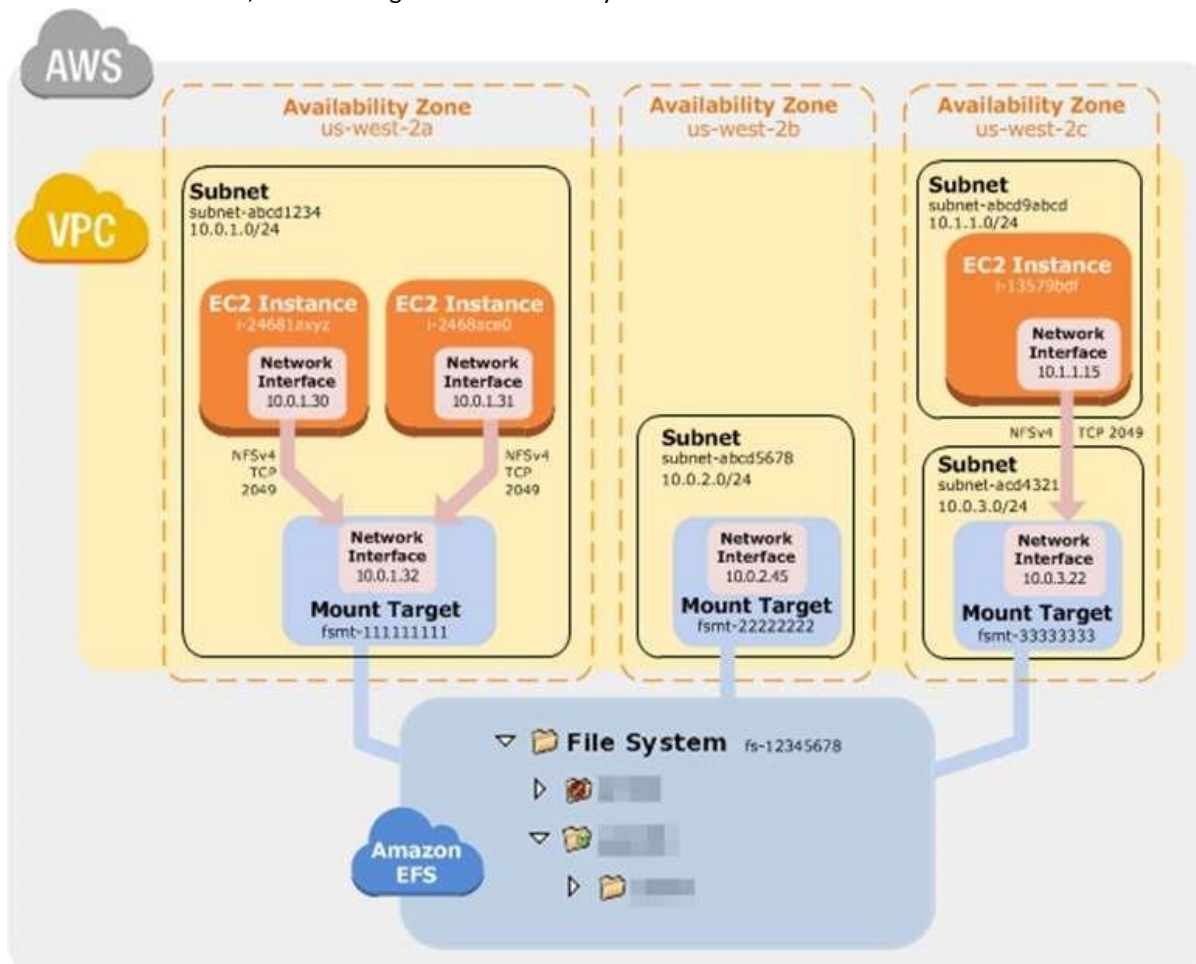 AWS
VPC
Availability Zone
us-west-2a
Subnet
subnet-abcd1234
10.0.1.0/24
EC2 Instance
i-24681axyz
Network
Interface
10.0.1.30
EC2 Instance
i-2468ace0
Network
Interface
10.0.1.31
NFSv4
TCP
2049
NFSv4
TCP
2049
Network
Interface
10.0.1.32
Mount Target
fsmt-111111111
Availability Zone
us-west-2b
Subnet
subnet-abcd5678
10.0.2.0/24
Network
Interface
10.0.2.45
Mount Target
fsmt-22222222
Availability Zone
us-west-2c
Subnet
subnet-abcd9abcd
10.1.1.0/24
EC2 Instance
i-13579bdf
Network
Interface
10.1.1.15
NFSv4 TCP 2049
Subnet
subnet-acd4321
10.0.3.0/24
Network
Interface
10.0.3.22
Mount Target
fsmt-33333333
File System fs-12345678
Amazon
EFS